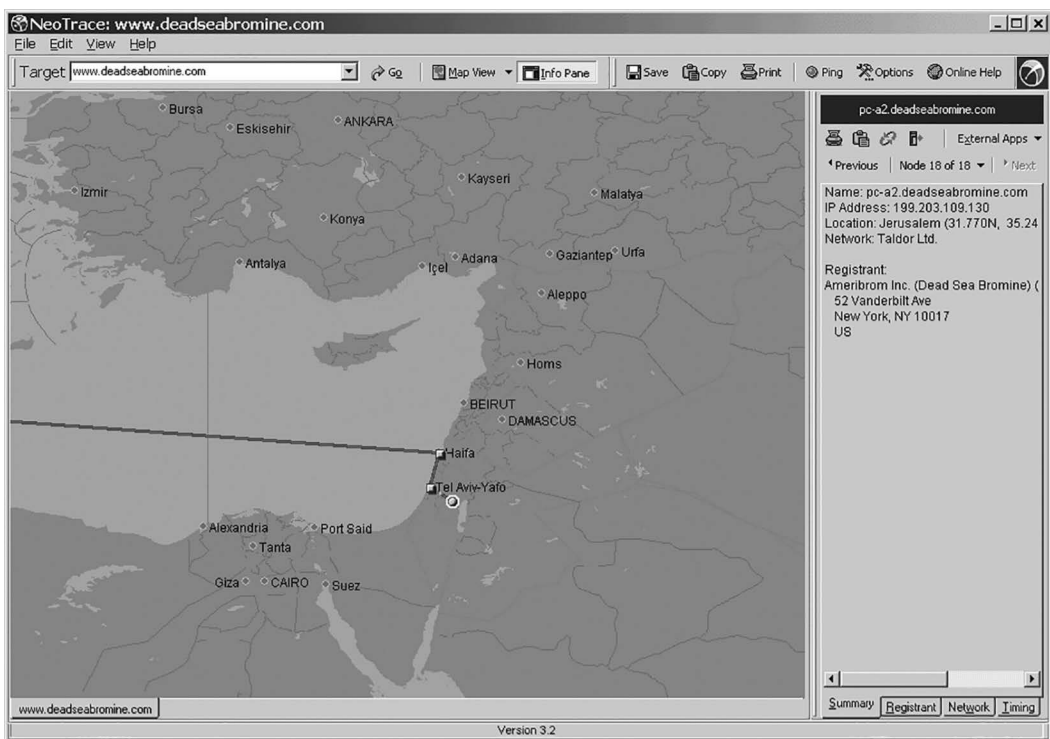 NeoTrace: www.deadseabromine.com
File Edit View Help
Target www.deadseabromine.com Go Map View Info Pane Save Copy Print Ping Options Online Help
pc-a2.deadseabromine.com
External Apps
Previous Node 18 of 18 Next
Name: pc-a2.deadseabromine.com
IP Address: 199.203.109.130
Location: Jerusalem (31.770N, 35.24
Network: Taldor Ltd.
Registrant:
Ameribrom Inc. (Dead Sea Bromine) (
52 Vanderbilt Ave
New York, NY 10017
US
Bursa
Eskisehir
ANKARA
Izmir
Kayseri
Malatya
Konya
Antalya
Içel
Adana
Gaziantep
Urfa
Aleppo
Homs
BEIRUT
DAMASCUS
Haifa
Tel Aviv-Yafo
Alexandria
Port Said
Tanta
Giza
CAIRO
Suez
www.deadseabromine.com
Summary Registrant Network Timing
Version 3.2